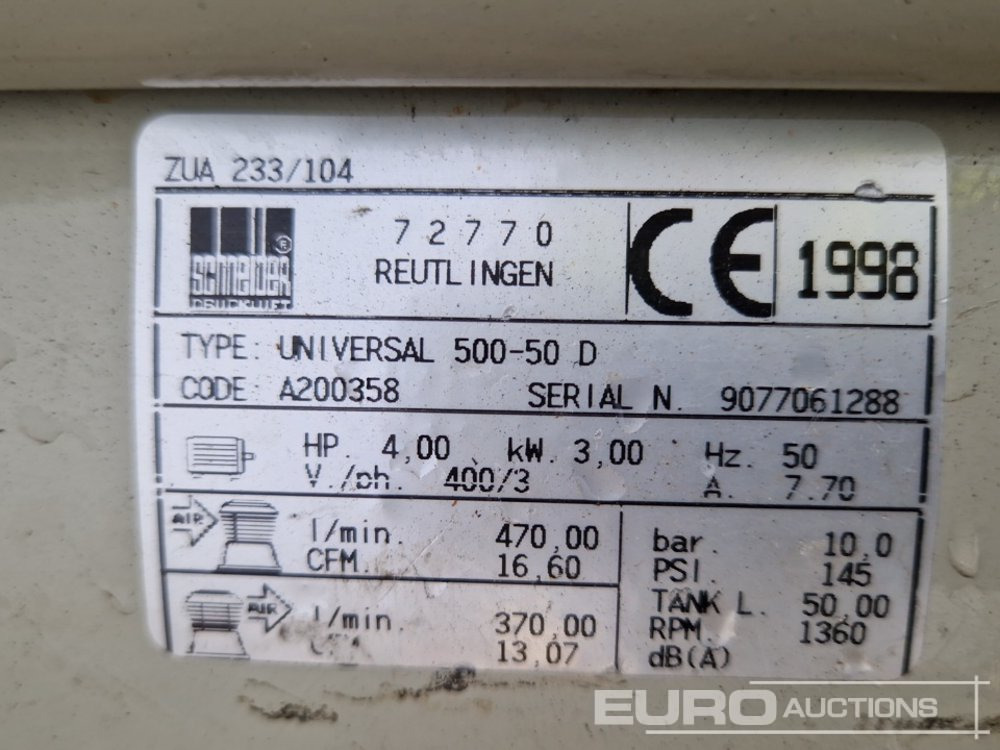 ZUA 233/104
schneider ®
DRUCKLUFT
72770
REUTLINGEN
CE
1998
TYPE: UNIVERSAL 500-50 D
CODE: A200358 SERIAL N. 9077061288
HP. 4,00 kW. 3,00 Hz. 50
V./ph. 400/3 A. 7.70
AIR
l/min. 470,00
CFM. 16,60
AIR
l/min. 370,00
13,07
bar. 10,0
PSI. 145
TANK L. 50,00
RPM. 1360
dB(A)
EURO AUCTIONS